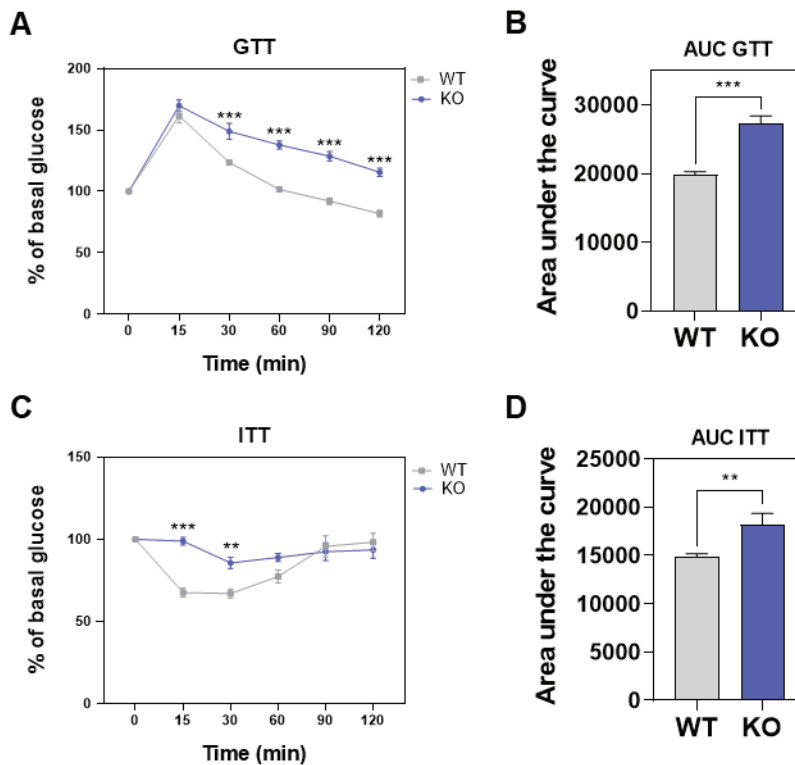 A
GTT
200
150
100
50
0
% of basal glucose
*** *** *** ***
0 15 30 60 90 120
Time (min)
WT
KO
B
AUC GTT
***
30000
20000
10000
0
Area under the curve
WT KO
C
ITT
150
100
50
0
% of basal glucose
*** **
0 15 30 60 90 120
Time (min)
WT
KO
D
AUC ITT
**
25000
20000
15000
10000
5000
0
Area under the curve
WT KO